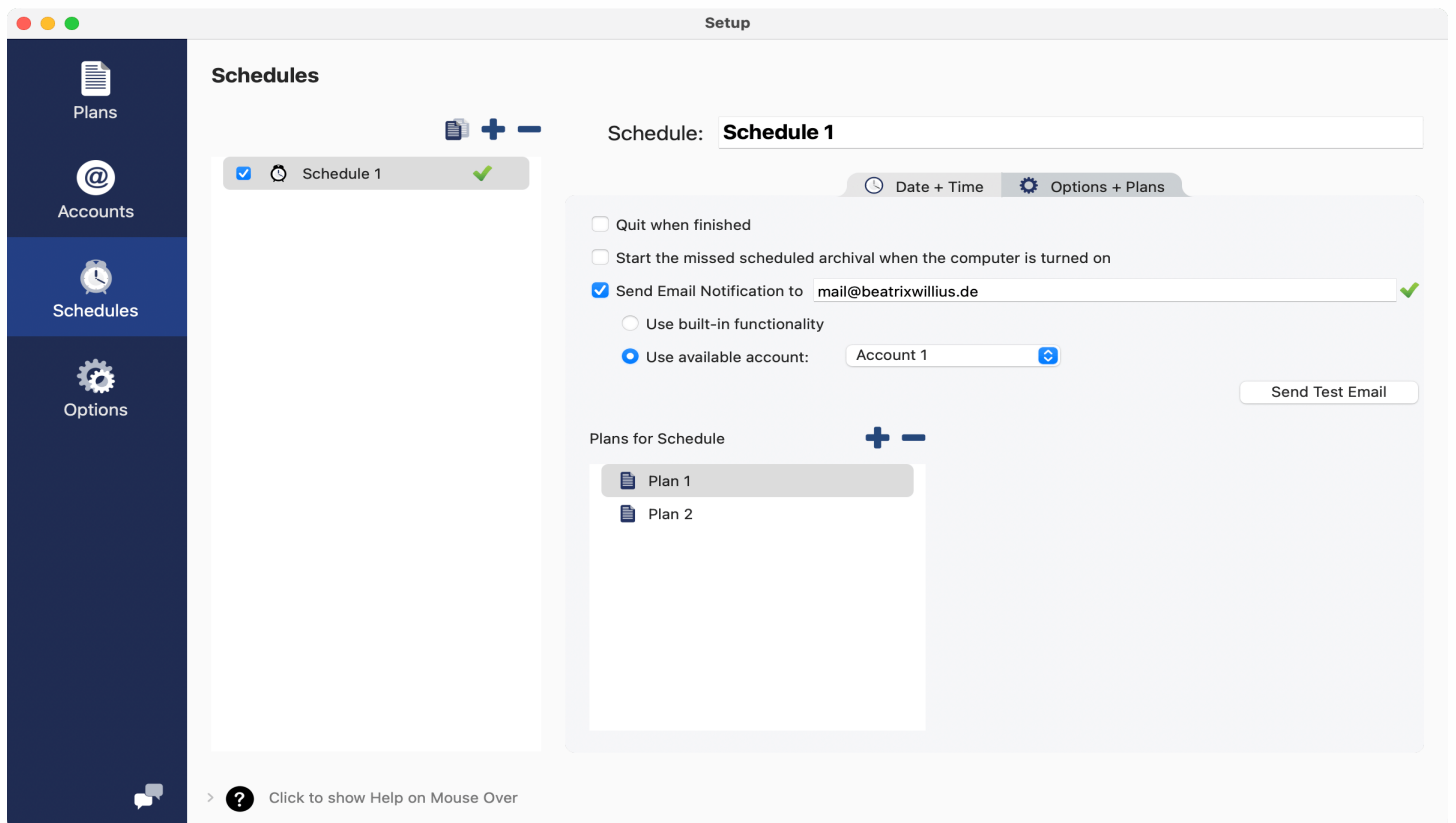 Setup
Plans
Accounts
Schedules
Options
Schedules
Schedule 1
Schedule: Schedule 1
Date + Time Options + Plans
Quit when finished
Start the missed scheduled archival when the computer is turned on
Send Email Notification to mail@beatrixwillius.de
Use built-in functionality
Use available account: Account 1
Send Test Email
Plans for Schedule
Plan 1
Plan 2
? Click to show Help on Mouse Over